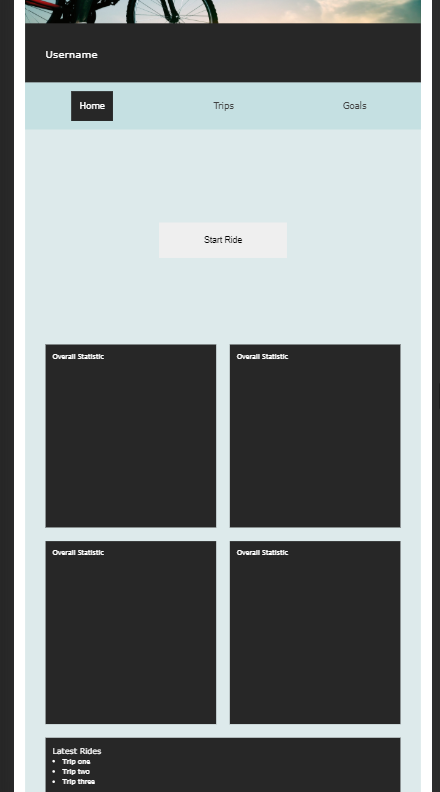 Username
Home Trips Goals
Start Ride
Overall Statistic Overall Statistic
Overall Statistic Overall Statistic
Latest Rides
Trip one
Trip two
Trip three